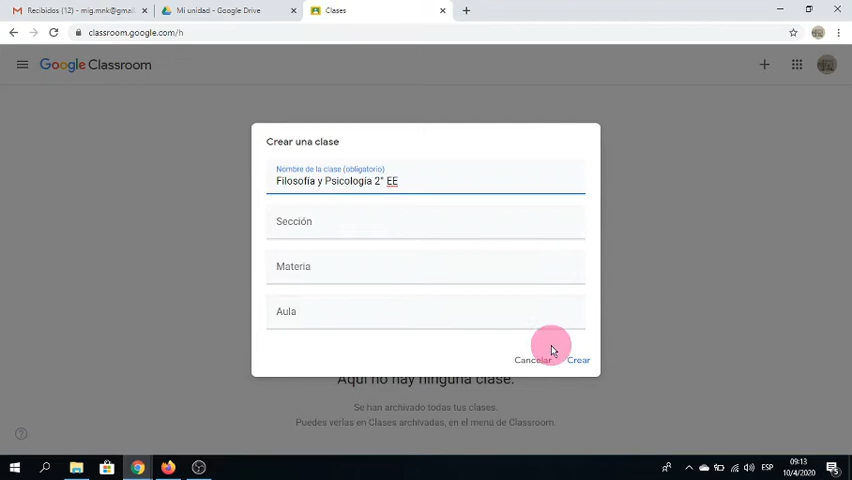 Recibidos (12) - mig.mnk@gmail.
Mi unidad - Google Drive
Clases
classroom.google.com/h
Google Classroom
Crear una clase
Nombre de la clase (obligatorio)
Filosofía y Psicología 2° EE
Sección
Materia
Aula
Cancelar
Crear
Aquí no hay ninguna clase.
Se han archivado todas tus clases.
Puedes verlas en Clases archivadas, en el menú de Classroom.
ESP
09:13
10/4/2020
5